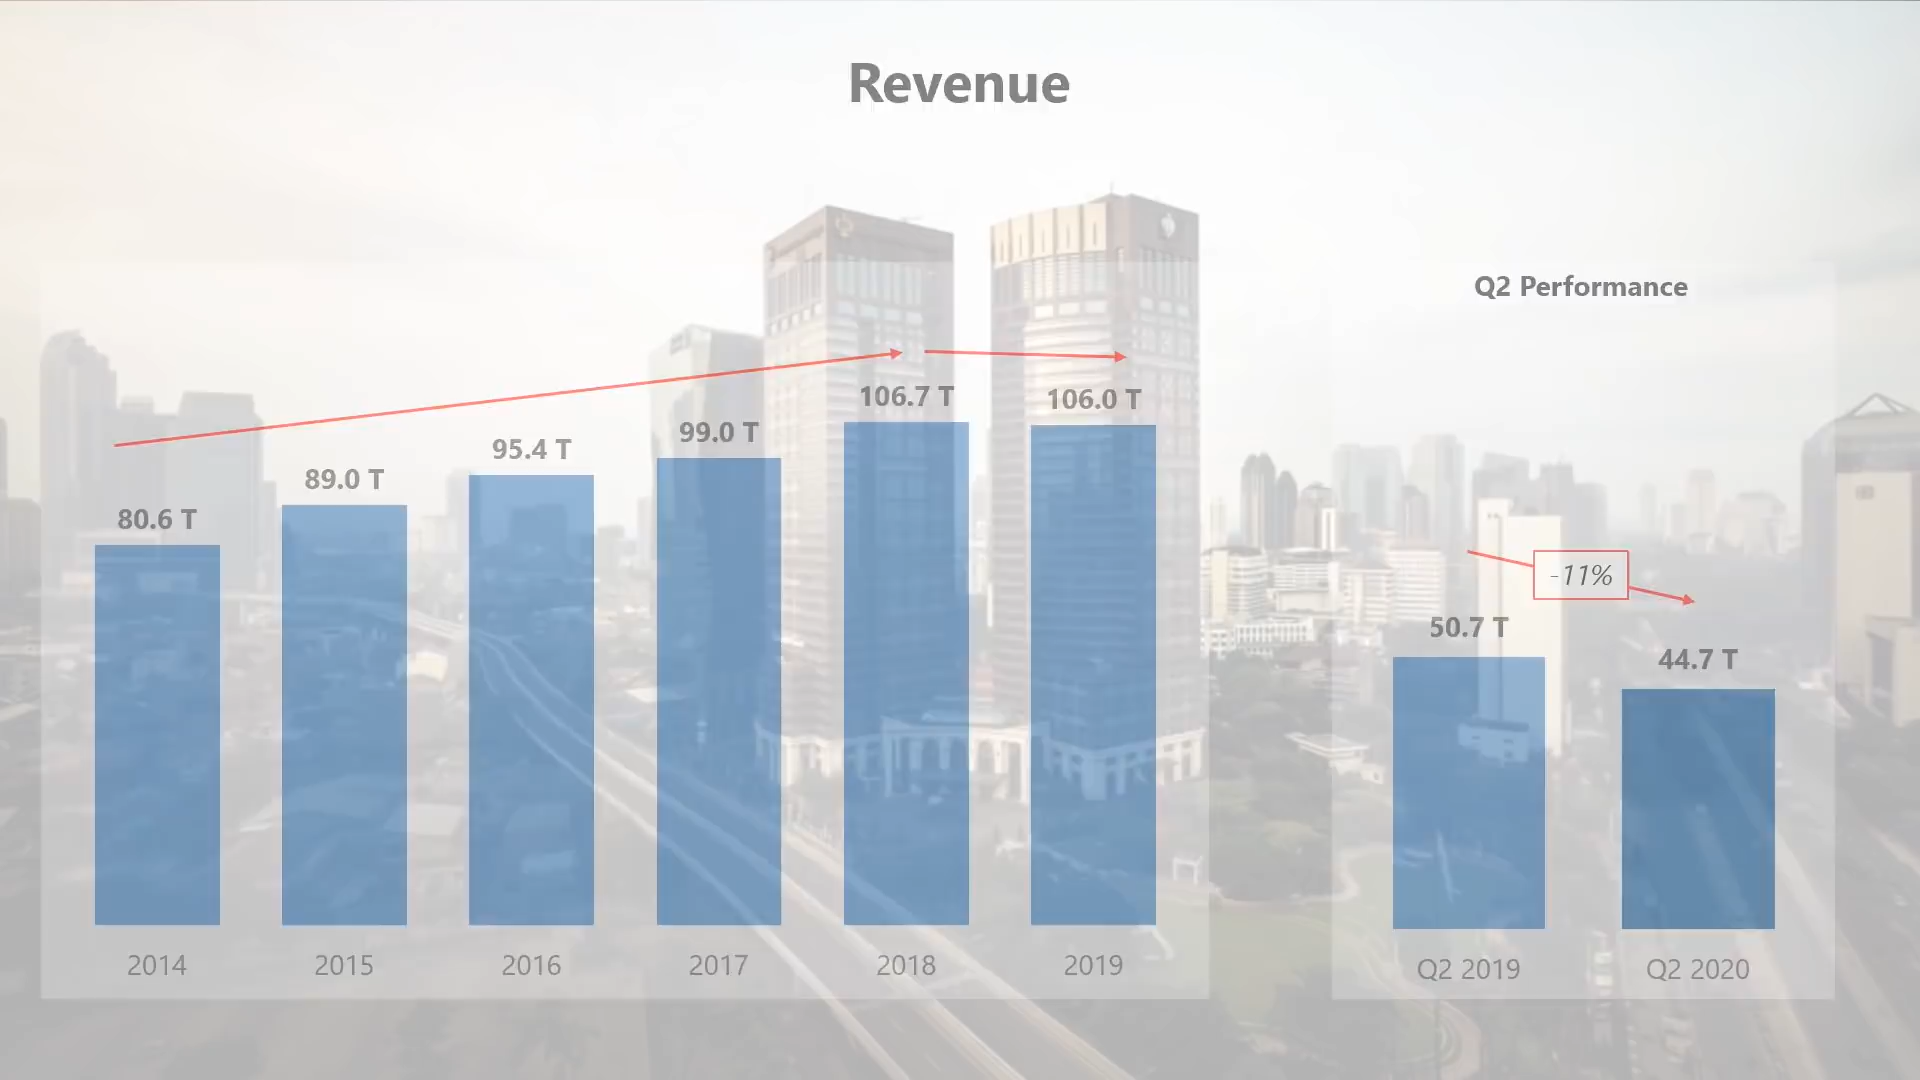 Revenue
106.7 T
106.0 T
99.0 T
95.4 T
89.0 T
80.6 T
2014
2015
2016
2017
2018
2019
Q2 Performance
-11%
50.7 T
44.7 T
Q2 2019
Q2 2020